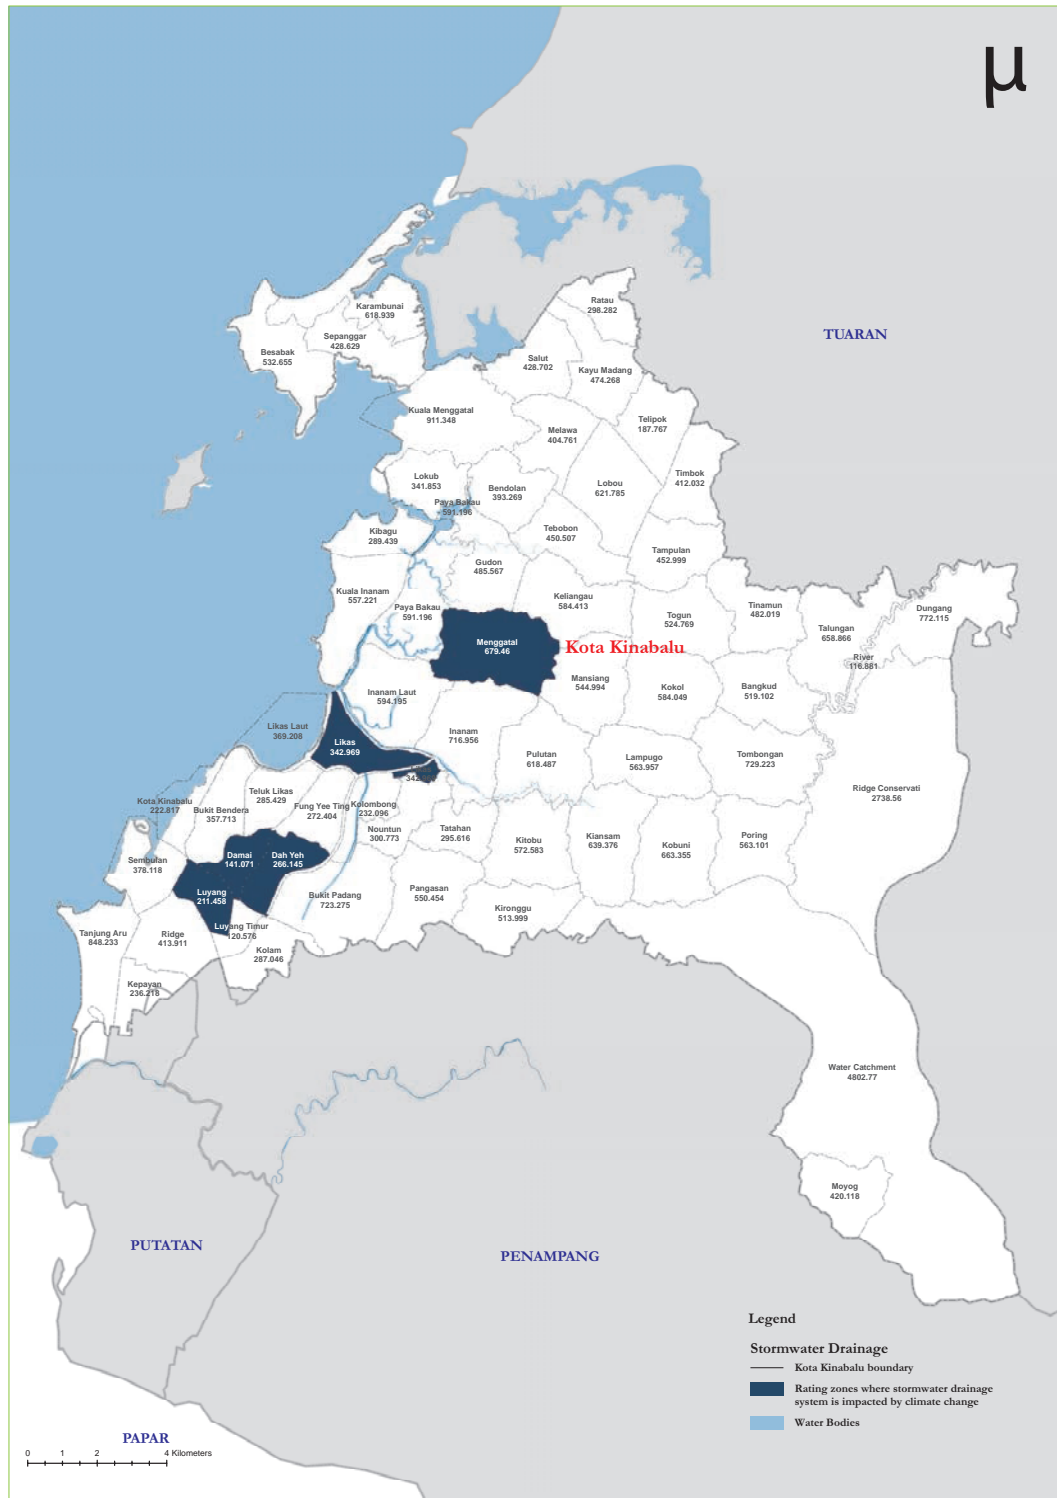 µ
Ratau
298.282
Karambunai
618.939
TUARAN
Sepanggar
428.629
Besabak
532.655
Salut
428.702
Kayu Madang
474.268
Kuala Menggatal
911.348
Telipok
187.767
Melawa
404.761
Timbok
412.032
Lokub
341.853
Bendolan
393.269
Lobou
621.785
Paya Bakau
591.196
Tebobon
450.507
Kibagu
289.439
Tampulan
452.999
Gudon
485.567
Kuala Inanam
557.221
Keliangau
584.413
Paya Bakau
591.196
Togun
524.769
Tinamun
482.019
Dungang
772.115
Talungan
658.866
Menggatal
679.46
Kota Kinabalu
River
116.881
Mansiang
544.994
Kokol
584.049
Bangkud
519.102
Inanam Laut
594.195
Likas Laut
369.208
Inanam
716.956
Likas
342.969
Pulutan
618.487
Lampugo
563.957
Tombongan
729.223
Ridge Conservati
2738.56
Teluk Likas
285.429
Kota Kinabalu
222.817
Bukit Bendera
357.713
Fung Yee Ting
272.404
Kolombong
232.096
Nountun
300.773
Tatahan
295.616
Kitobu
572.583
Kiansam
639.376
Kobuni
663.355
Poring
563.101
Sembulan
378.118
Damai
141.071
Dah Yeh
266.145
Luyang
211.458
Bukit Padang
723.275
Pangasan
550.454
Kironggu
513.999
Luyang Timur
120.576
Tanjung Aru
848.233
Ridge
413.911
Kolam
287.046
Kepayan
236.218
Water Catchment
4802.77
Moyog
420.118
PUTATAN
PENAMPANG
Legend
Stormwater Drainage
Kota Kinabalu boundary
Rating zones where stormwater drainage
system is impacted by climate change
Water Bodies
PAPAR
0 1 2 4 Kilometers